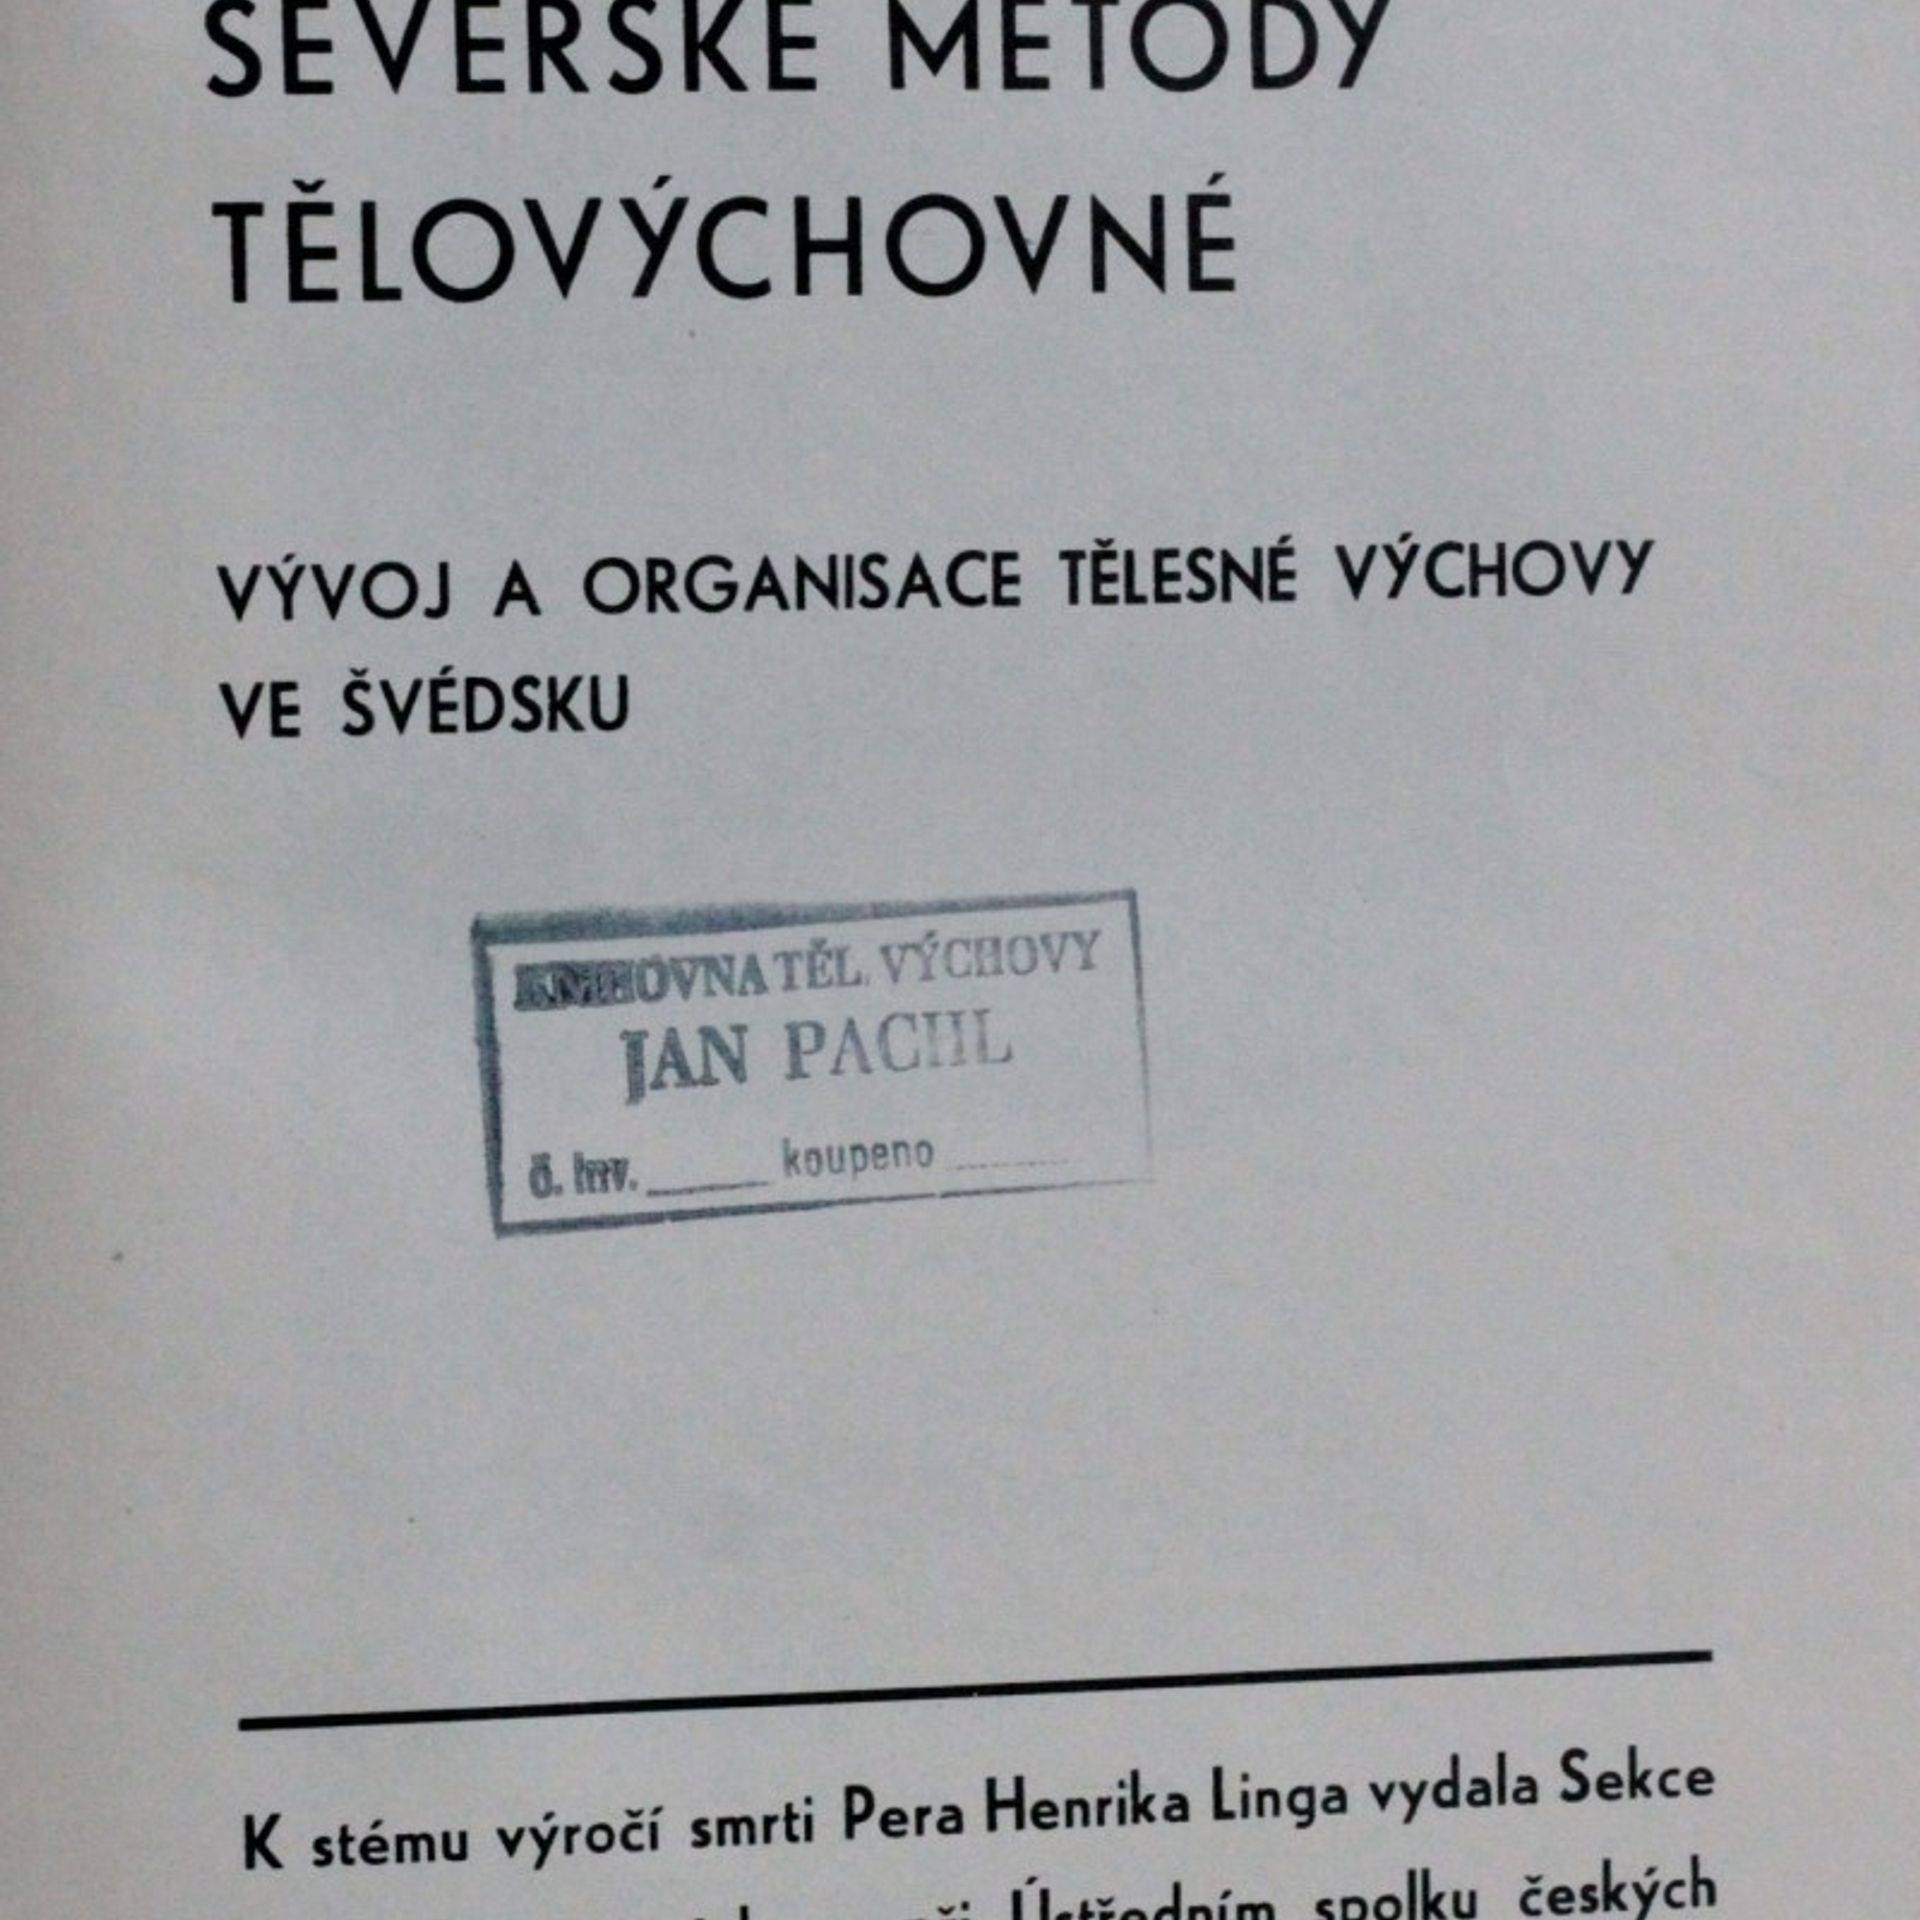 SEVERSKÉ METODY
TĚLOVÝCHOVNÉ
VÝVOJ A ORGANISACE TĚLESNÉ VÝCHOVY
VE ŠVÉDSKU
KNIHOVNA TĚL. VÝCHOVY
JAN PACHL
č. inv. koupeno
K stému výročí smrti Pera Henrika Linga vydala Sekce
Ústředním spolku českých